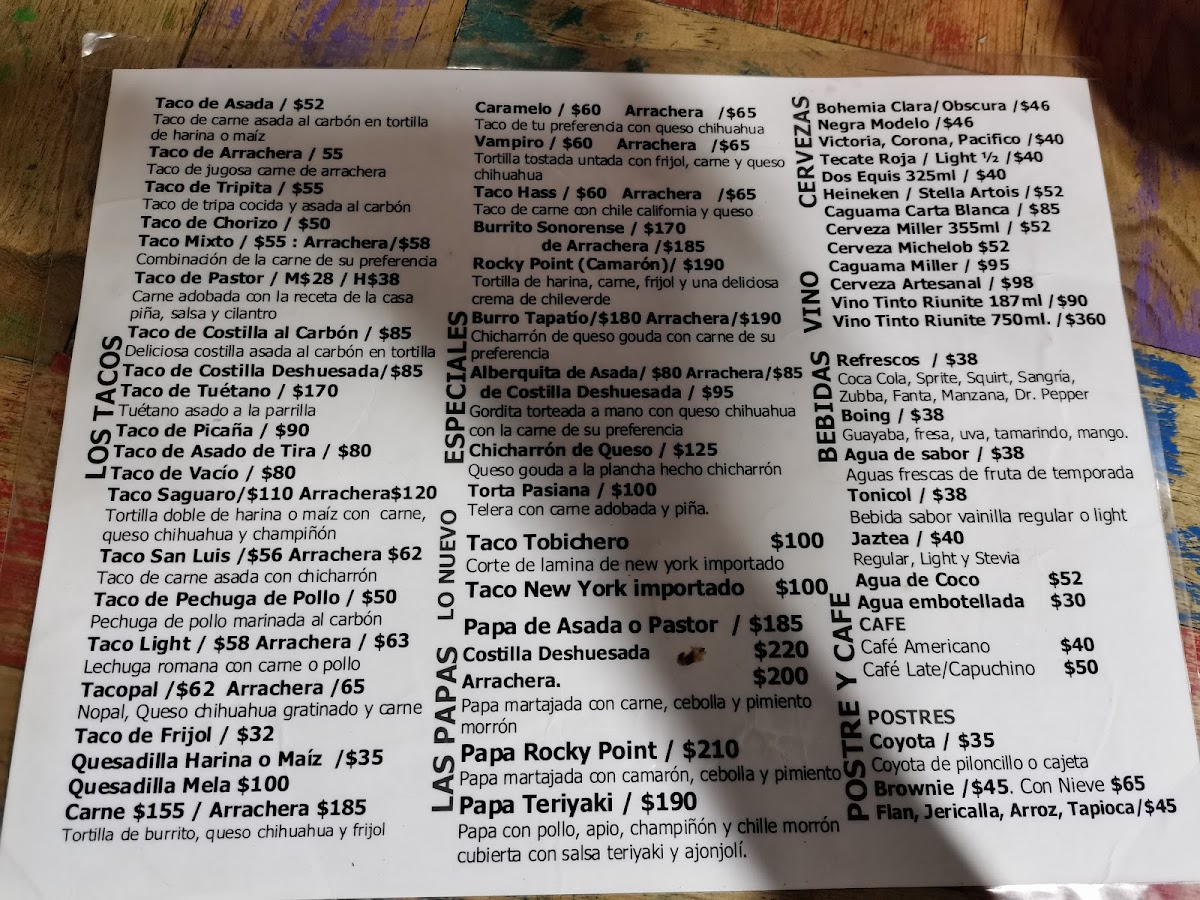 LOS TACOS
Taco de Asada / $52
Taco de carne asada al carbón en tortilla
de harina o maíz
Taco de Arrachera / 55
Taco de jugosa carne de arrachera
Taco de Tripita / $55
Taco de tripa cocida y asada al carbón
Taco de Chorizo / $50
Taco Mixto / $55 : Arrachera/$58
Combinación de la carne de su preferencia
Taco de Pastor / M$28 / H$38
Carne adobada con la receta de la casa
piña, salsa y cilantro
Taco de Costilla al Carbón / $85
Deliciosa costilla asada al carbón en tortilla
Taco de Costilla Deshuesada/$85
Taco de Tuétano / $170
Tuétano asado a la parrilla
Taco de Picaña / $90
Taco de Asado de Tira / $80
Taco de Vacío / $80
Taco Saguaro/$110 Arrachera$120
Tortilla doble de harina o maíz con carne,
queso chihuahua y champiñón
Taco San Luis /$56 Arrachera $62
Taco de carne asada con chicharrón
Taco de Pechuga de Pollo / $50
Pechuga de pollo marinada al carbón
Taco Light / $58 Arrachera / $63
Lechuga romana con carne o pollo
Tacopal /$62 Arrachera /65
Nopal, Queso chihuahua gratinado y carne
Taco de Frijol / $32
Quesadilla Harina o Maíz /$35
Quesadilla Mela $100
Carne $155 / Arrachera $185
Tortilla de burrito, queso chihuahua y frijol
ESPECIALES
Caramelo / $60 Arrachera /$65
Taco de tu preferencia con queso chihuahua
Vampiro / $60 Arrachera /$65
Tortilla tostada untada con frijol, carne y queso
chihuahua
Taco Hass / $60 Arrachera /$65
Taco de carne con chile california y queso
Burrito Sonorense / $170
de Arrachera /$185
Rocky Point (Camarón)/ $190
Tortilla de harina, carne, frijol y una deliciosa
crema de chileverde
Burro Tapatío/$180 Arrachera/$190
Chicharrón de queso gouda con carne de su
preferencia
Alberquita de Asada/ $80 Arrachera/$85
de Costilla Deshuesada / $95
Gordita torteada a mano con queso chihuahua
con la carne de su preferencia
Chicharrón de Queso / $125
Queso gouda a la plancha hecho chicharrón
Torta Pasiana / $100
Telera con carne adobada y piña.
LO NUEVO
Taco Tobichero $100
Corte de lamina de new york importado
Taco New York importado $100
LAS PAPAS
Papa de Asada o Pastor / $185
Costilla Deshuesada $220
Arrachera. $200
Papa martajada con carne, cebolla y pimiento
morrón
Papa Rocky Point / $210
Papa martajada con camarón, cebolla y pimiento
Papa Teriyaki / $190
Papa con pollo, apio, champiñón y chille morrón
cubierta con salsa teriyaki y ajonjolí.
CERVEZAS
Bohemia Clara/Obscura /$46
Negra Modelo /$46
Victoria, Corona, Pacifico /$40
Tecate Roja / Light ½ /$40
Dos Equis 325ml / $40
Heineken / Stella Artois /$52
Caguama Carta Blanca / $85
Cerveza Miller 355ml / $52
Cerveza Michelob $52
Caguama Miller / $95
Cerveza Artesanal / $98
VINO
Vino Tinto Riunite 187ml /$90
Vino Tinto Riunite 750ml. /$360
BEBIDAS
Refrescos / $38
Coca Cola, Sprite, Squirt, Sangría,
Zubba, Fanta, Manzana, Dr. Pepper
Boing / $38
Guayaba, fresa, uva, tamarindo, mango.
Agua de sabor / $38
Aguas frescas de fruta de temporada
Tonicol / $38
Bebida sabor vainilla regular o light
Jaztea / $40
Regular, Light y Stevia
Agua de Coco $52
Agua embotellada $30
POSTRE Y CAFE
CAFE
Café Americano $40
Café Late/Capuchino $50
POSTRES
Coyota / $35
Coyota de piloncillo o cajeta
Brownie /$45. Con Nieve $65
Flan, Jericalla, Arroz, Tapioca/$45